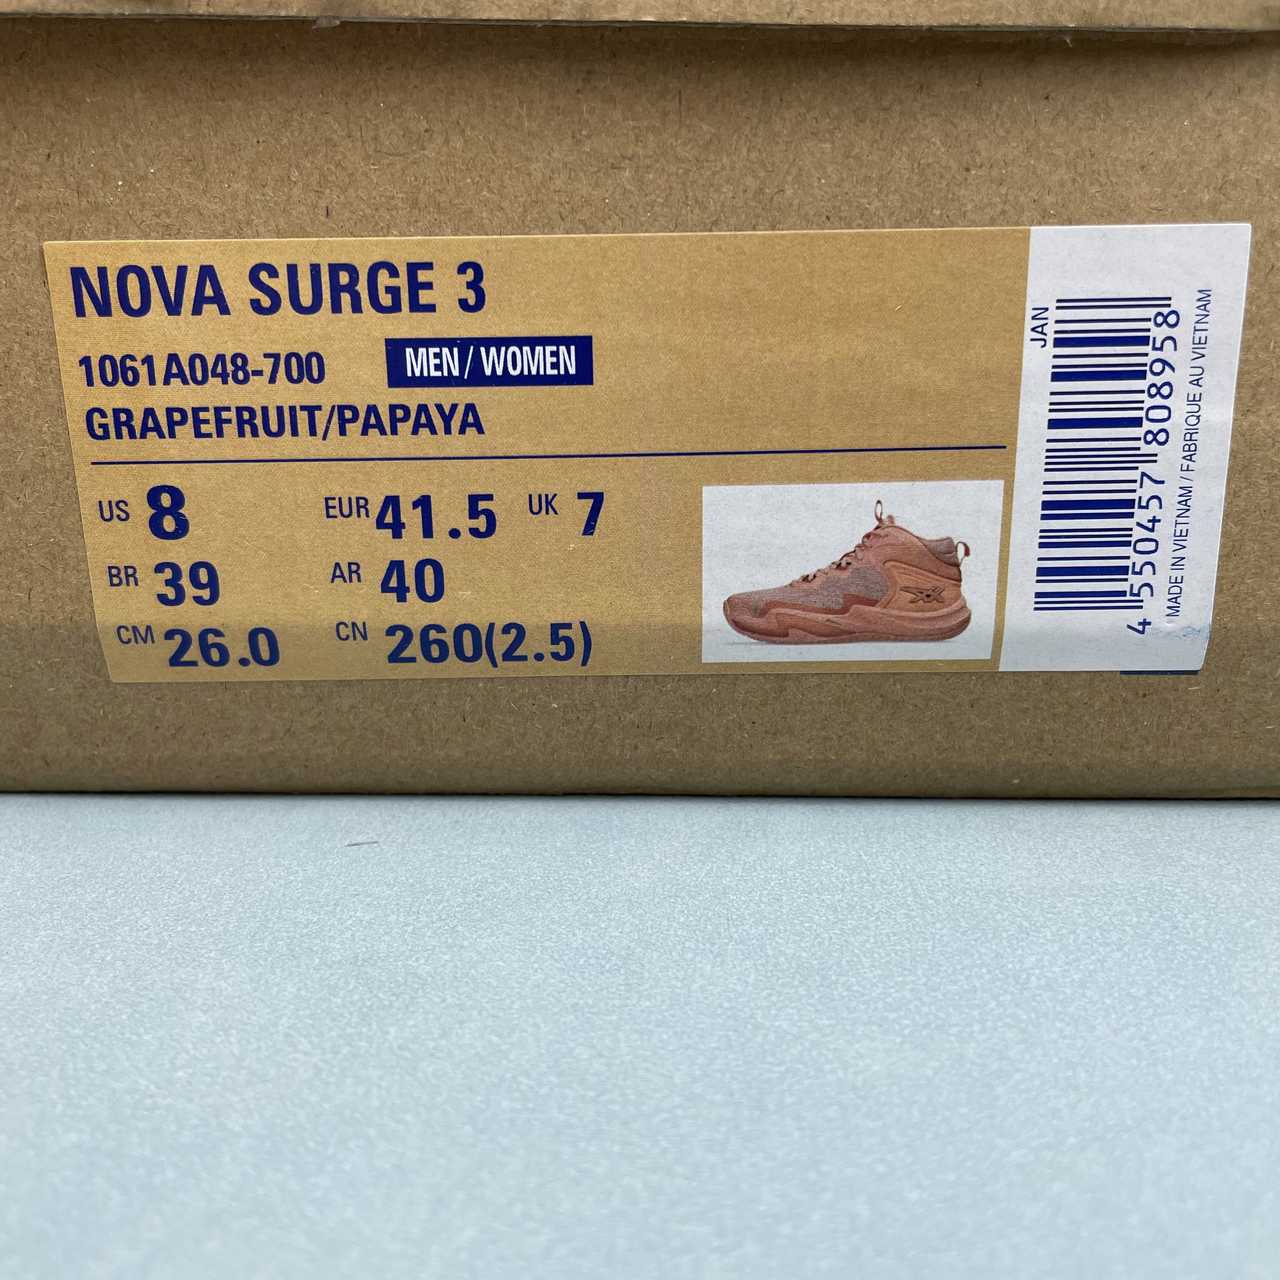 NOVA SURGE 3
1061A048-700 MEN / WOMEN
GRAPEFRUIT/PAPAYA
US 8 EUR 41.5 UK 7
BR 39 AR 40
CM 26.0 CN 260(2.5)
JAN
4 550457 808958
MADE IN VIETNAM / FABRIQUE AU VIETNAM